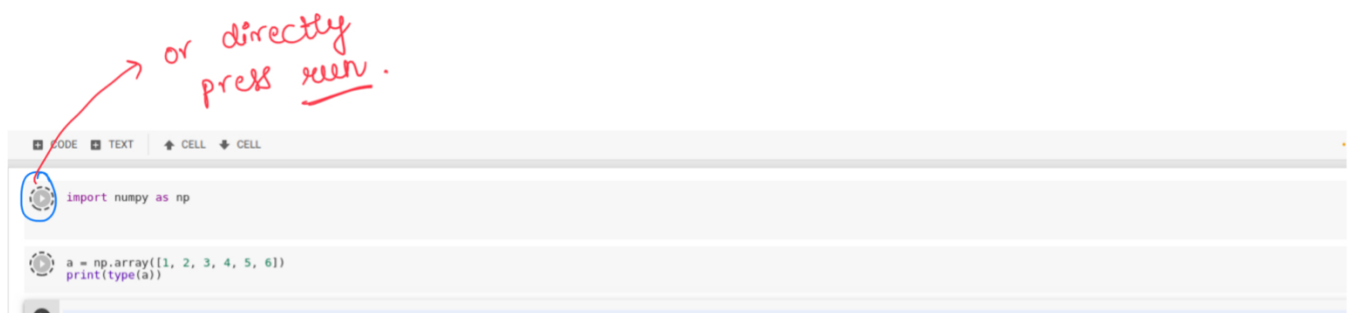 or directly
press run.
CODE TEXT CELL CELL
import numpy as np
a = np.array([1, 2, 3, 4, 5, 6])
print(type(a))